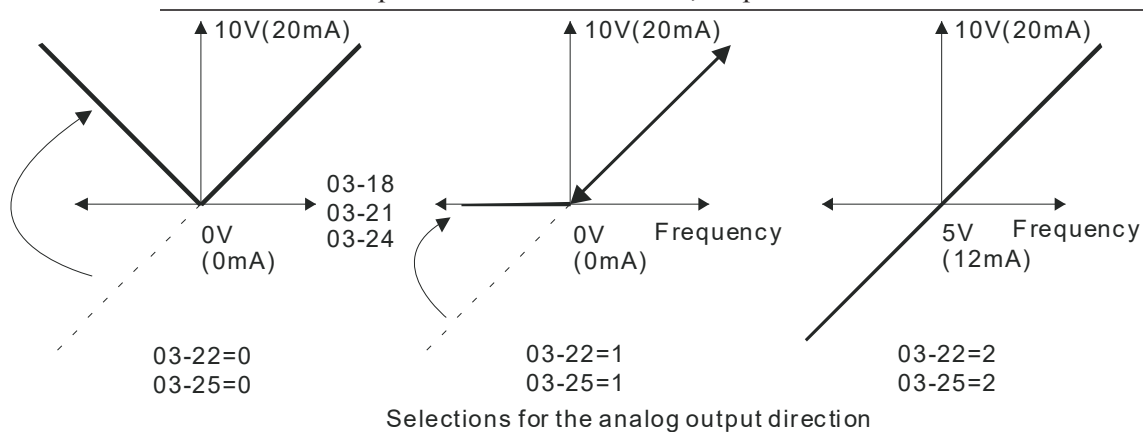 10V(20mA)
03-18
03-21
03-24
0V
(0mA)
03-22=0
03-25=0
10V(20mA)
0V
(0mA)
Frequency
03-22=1
03-25=1
10V(20mA)
5V
(12mA)
Frequency
03-22=2
03-25=2
Selections for the analog output direction